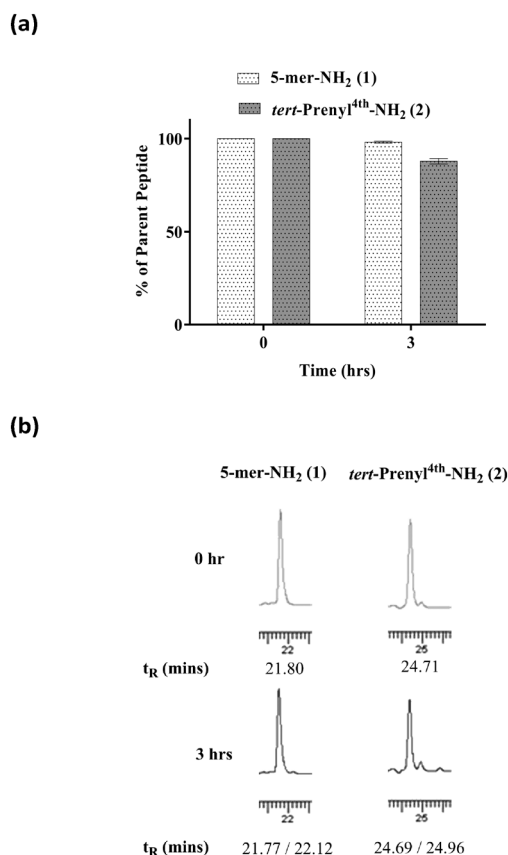 (a)
5-mer-NH₂ (1)
tert-Prenyl⁴ᵗʰ-NH₂ (2)
100
50
0
% of Parent Peptide
0 3
Time (hrs)
(b)
5-mer-NH₂ (1) tert-Prenyl⁴ᵗʰ-NH₂ (2)
0 hr
22 25
tR (mins) 21.80 24.71
3 hrs
22 25
tR (mins) 21.77 / 22.12 24.69 / 24.96